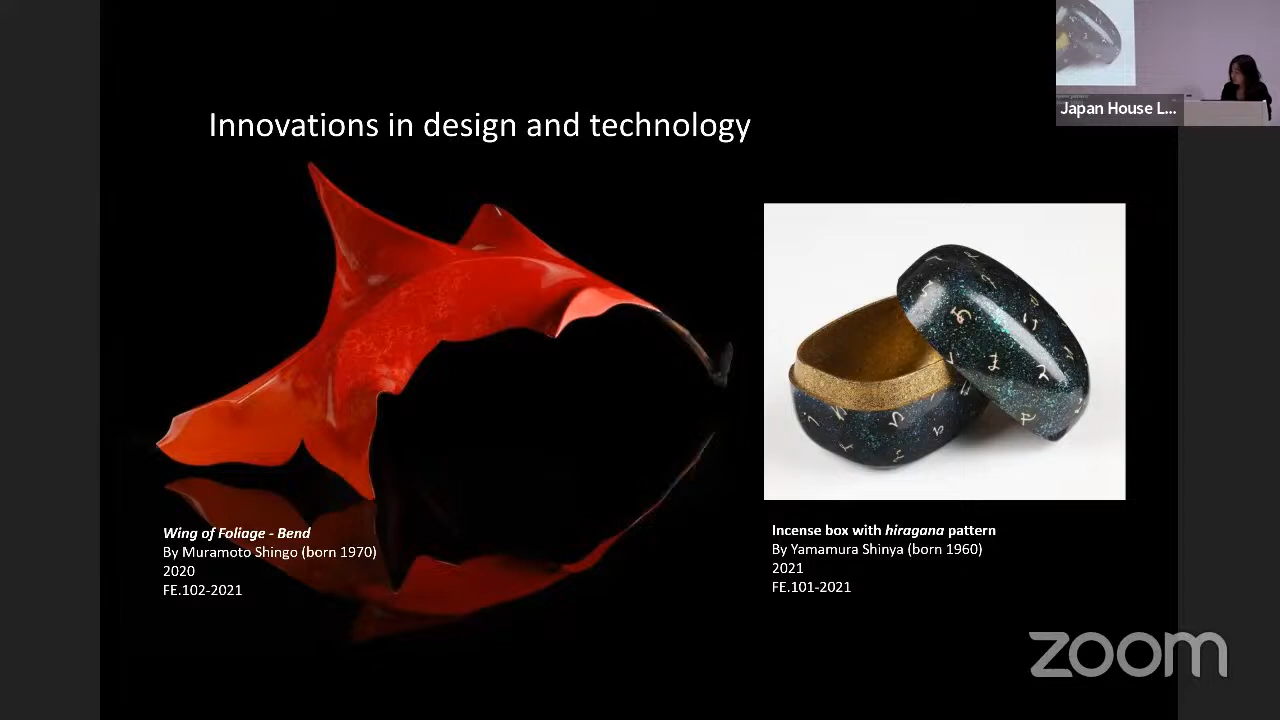 Innovations in design and technology
Japan House L...
Wing of Foliage - Bend
By Muramoto Shingo (born 1970)
2020
FE.102-2021
Incense box with hiragana pattern
By Yamamura Shinya (born 1960)
2021
FE.101-2021
zoom